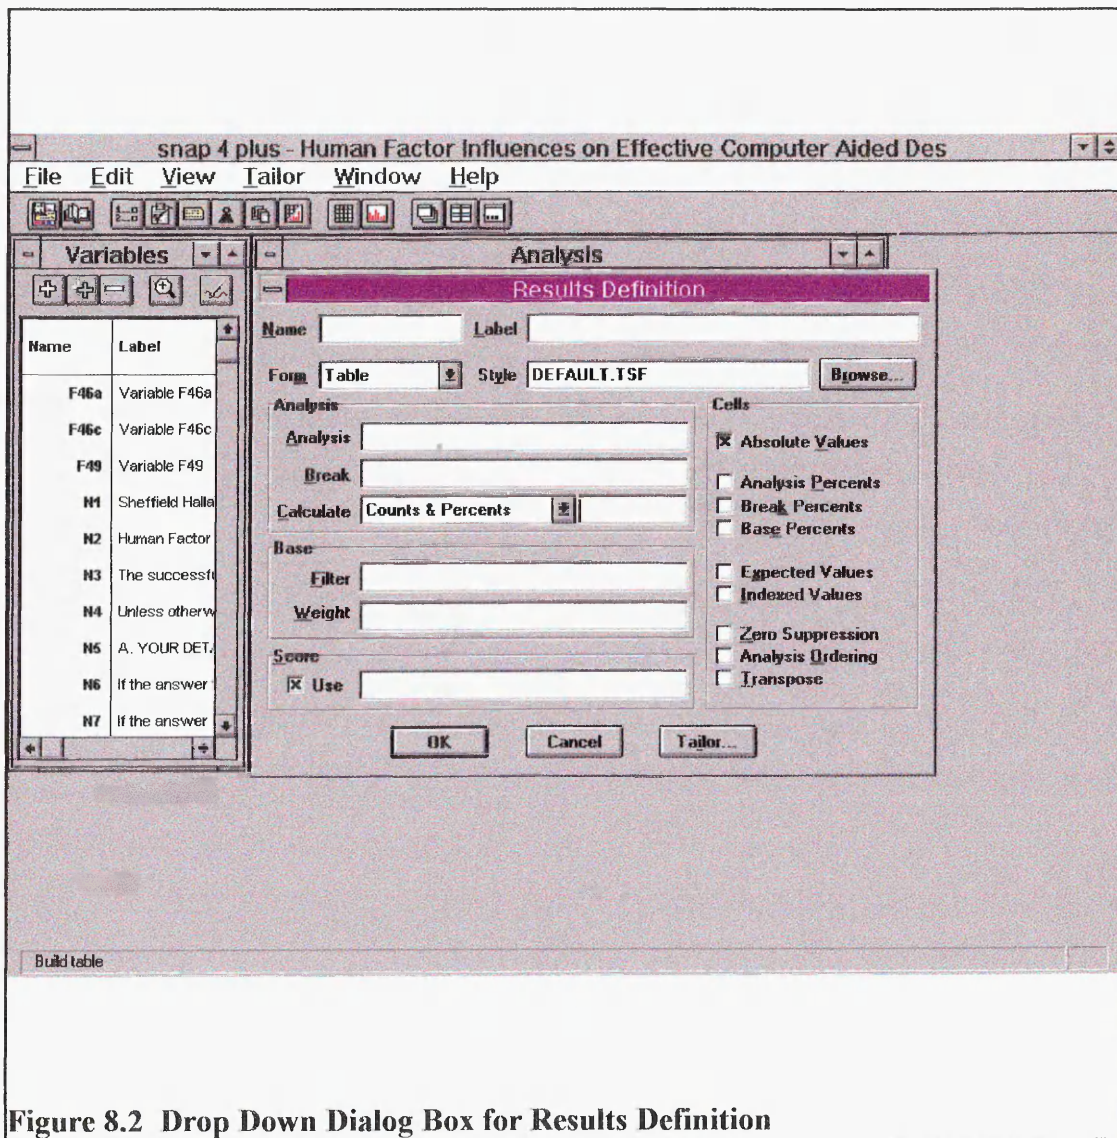 snap 4 plus - Human Factor Influences on Effective Computer Aided Des
File Edit View Tailor Window Help
Variables
Analysis
Results Definition
Name Label
Name Label
Form Table Style DEFAULT.TSF Browse...
Analysis
Analysis
Break
Calculate Counts & Percents
Base
Filter
Weight
Score
Use
Cells
Absolute Values
Analysis Percents
Break Percents
Base Percents
Expected Values
Indexed Values
Zero Suppression
Analysis Ordering
Transpose
F46a Variable F46a
F46c Variable F46c
F49 Variable F49
N1 Sheffield Halla
N2 Human Factor
N3 The successfu
N4 Unless otherw
N5 A. YOUR DET
N6 If the answer
N7 If the answer
OK Cancel Tailor...
Build table
Figure 8.2 Drop Down Dialog Box for Results Definition